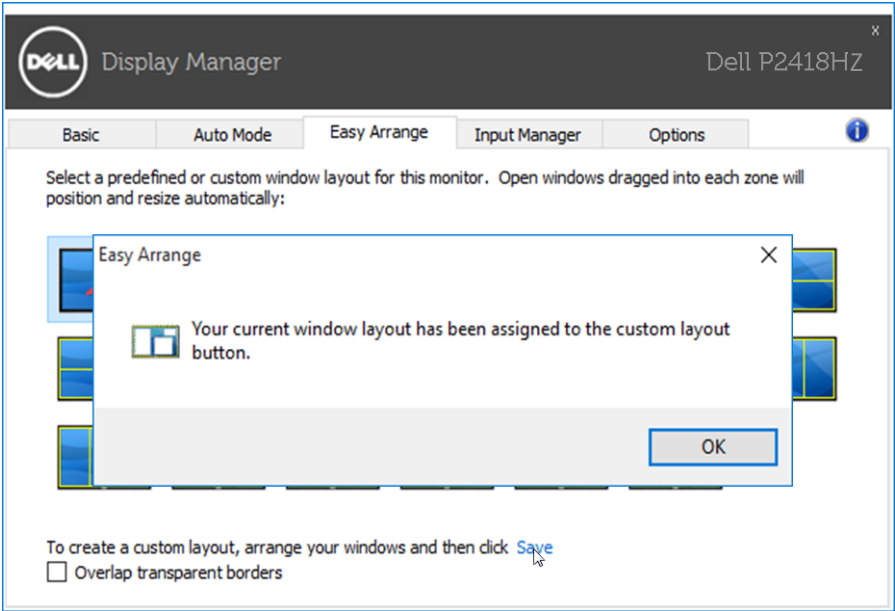 x
DELL
Display Manager
Dell P2418HZ
Basic
Auto Mode
Easy Arrange
Input Manager
Options
i
Select a predefined or custom window layout for this monitor. Open windows dragged into each zone will
position and resize automatically:
Easy Arrange
Your current window layout has been assigned to the custom layout
button.
OK
To create a custom layout, arrange your windows and then click Save
Overlap transparent borders